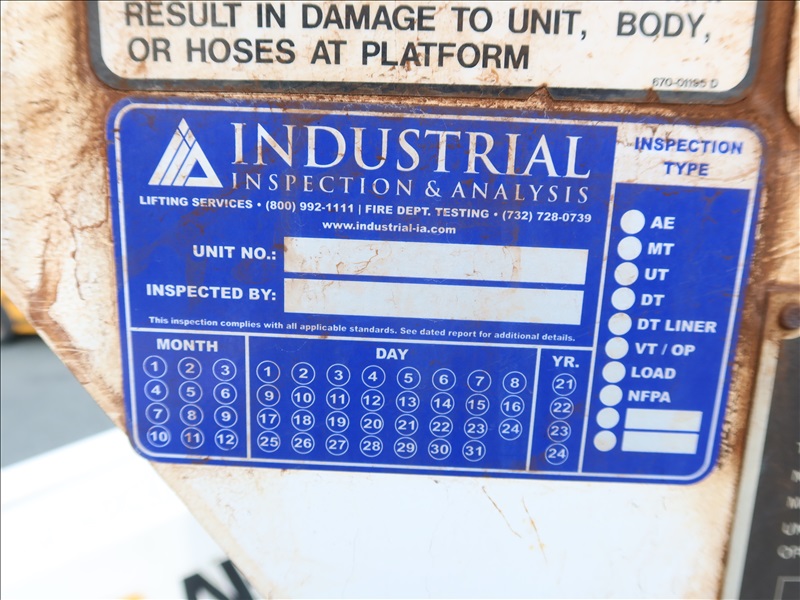 RESULT IN DAMAGE TO UNIT, BODY,
OR HOSES AT PLATFORM
670-01195 D
INDUSTRIAL
INSPECTION & ANALYSIS
LIFTING SERVICES • (800) 992-1111 | FIRE DEPT. TESTING • (732) 728-0739
www.industrial-ia.com
UNIT NO.:
INSPECTED BY:
This inspection complies with all applicable standards. See dated report for additional details.
MONTH
1 2 3
4 5 6
7 8 9
10 11 12
DAY
1 2 3 4 5 6 7 8
9 10 11 12 13 14 15 16
17 18 19 20 21 22 23 24
25 26 27 28 29 30 31
YR.
21
22
23
24
INSPECTION
TYPE
AE
MT
UT
DT
DT LINER
VT / OP
LOAD
NFPA
N